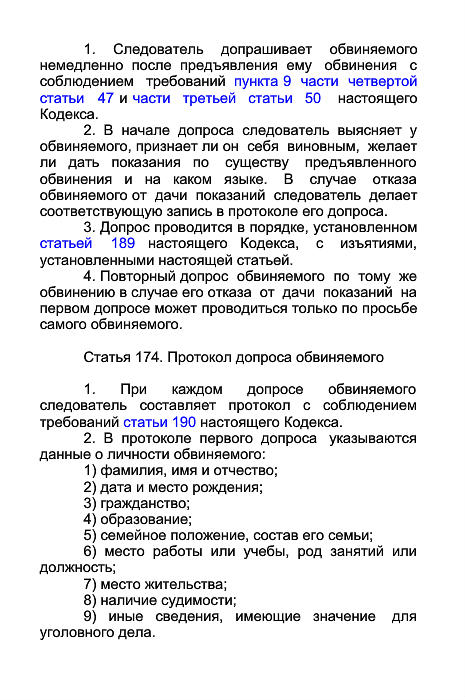 1. Следователь допрашивает обвиняемого
немедленно после предъявления ему обвинения с
соблюдением требований пункта 9 части четвертой
статьи 47 и части третьей статьи 50 настоящего
Кодекса.
2. В начале допроса следователь выясняет у
обвиняемого, признает ли он себя виновным, желает
ли дать показания по существу предъявленного
обвинения и на каком языке. В случае отказа
обвиняемого от дачи показаний следователь делает
соответствующую запись в протоколе его допроса.
3. Допрос проводится в порядке, установленном
статьей 189 настоящего Кодекса, с изъятиями,
установленными настоящей статьей.
4. Повторный допрос обвиняемого по тому же
обвинению в случае его отказа от дачи показаний на
первом допросе может проводиться только по просьбе
самого обвиняемого.
Статья 174. Протокол допроса обвиняемого
1. При каждом допросе обвиняемого
следователь составляет протокол с соблюдением
требований статьи 190 настоящего Кодекса.
2. В протоколе первого допроса указываются
данные о личности обвиняемого:
1) фамилия, имя и отчество;
2) дата и место рождения;
3) гражданство;
4) образование;
5) семейное положение, состав его семьи;
6) место работы или учебы, род занятий или
должность;
7) место жительства;
8) наличие судимости;
9) иные сведения, имеющие значение для
уголовного дела.